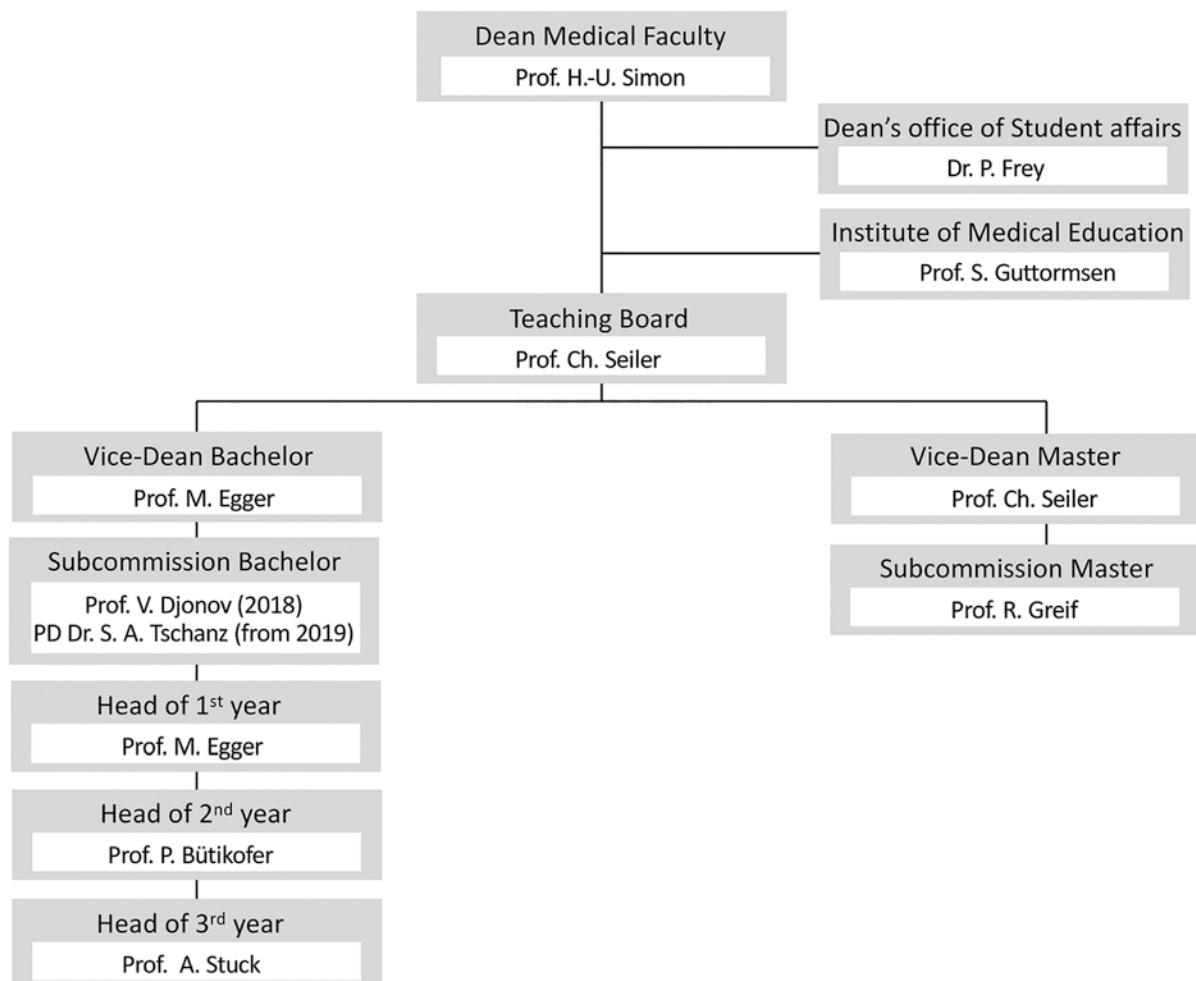 Dean Medical Faculty
Prof. H.-U. Simon
Dean's office of Student affairs
Dr. P. Frey
Institute of Medical Education
Prof. S. Guttormsen
Teaching Board
Prof. Ch. Seiler
Vice-Dean Bachelor
Prof. M. Egger
Subcommission Bachelor
Prof. V. Djonov (2018)
PD Dr. S. A. Tschanz (from 2019)
Head of 1st year
Prof. M. Egger
Head of 2nd year
Prof. P. Bütikofer
Head of 3rd year
Prof. A. Stuck
Vice-Dean Master
Prof. Ch. Seiler
Subcommission Master
Prof. R. Greif